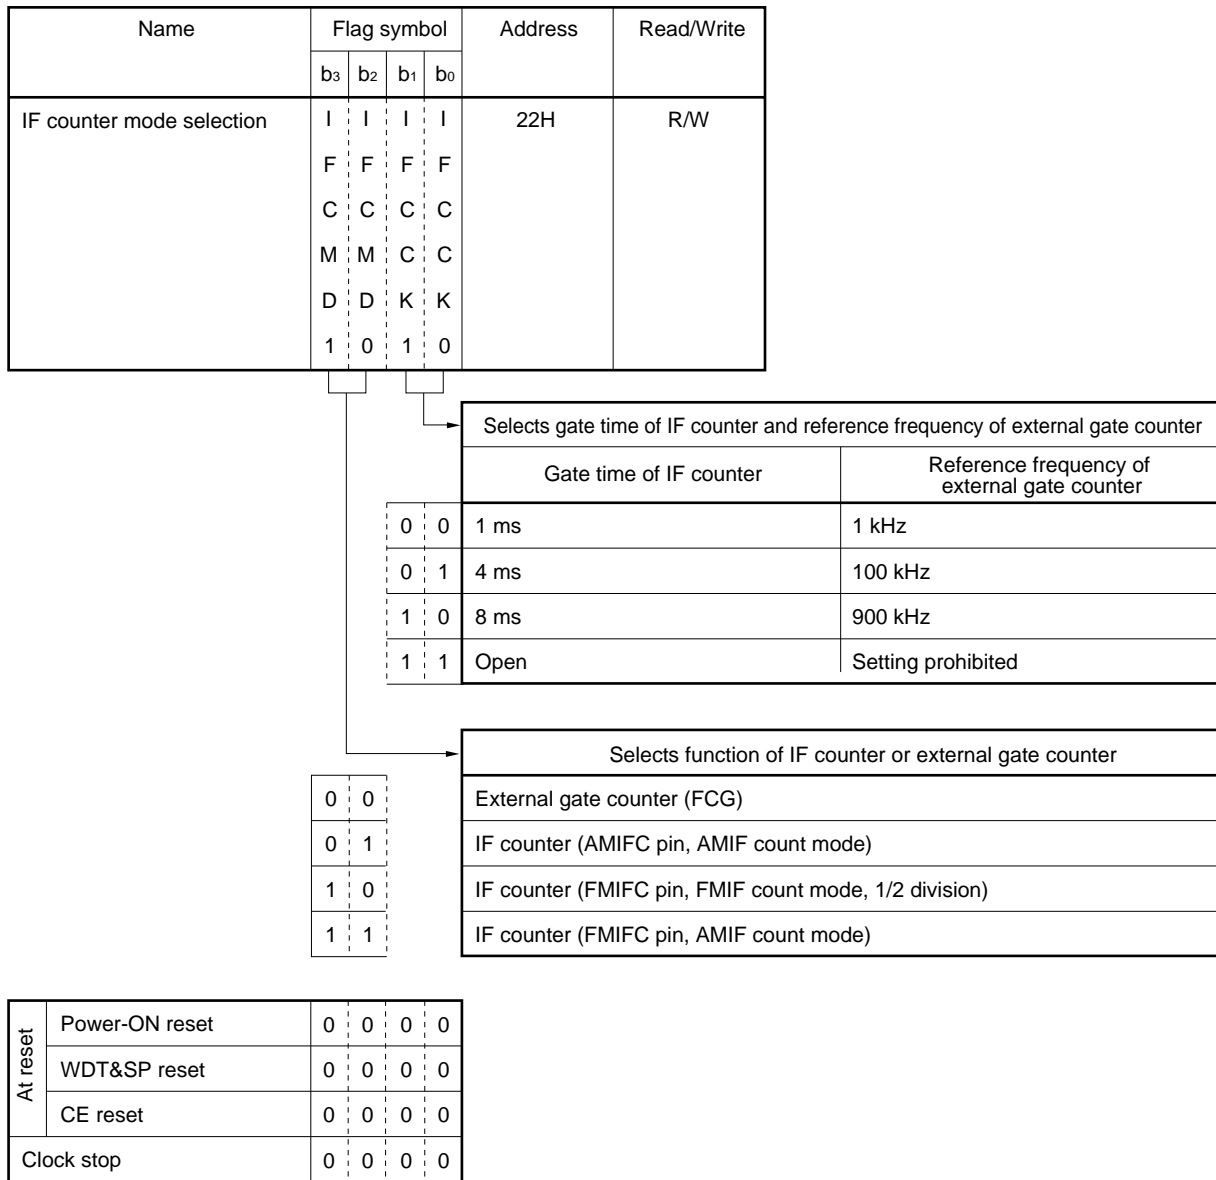 Name Flag symbol Address Read/Write
b3 b2 b1 b0
IF counter mode selection I I I I 22H R/W
F F F F
C C C C
M M C C
D D K K
1 0 1 0
Selects gate time of IF counter and reference frequency of external gate counter
Gate time of IF counter Reference frequency of
external gate counter
0 0 1 ms 1 kHz
0 1 4 ms 100 kHz
1 0 8 ms 900 kHz
1 1 Open Setting prohibited
Selects function of IF counter or external gate counter
0 0 External gate counter (FCG)
0 1 IF counter (AMIFC pin, AMIF count mode)
1 0 IF counter (FMIFC pin, FMIF count mode, 1/2 division)
1 1 IF counter (FMIFC pin, AMIF count mode)
At reset
Power-ON reset 0 0 0 0
WDT&SP reset 0 0 0 0
CE reset 0 0 0 0
Clock stop 0 0 0 0